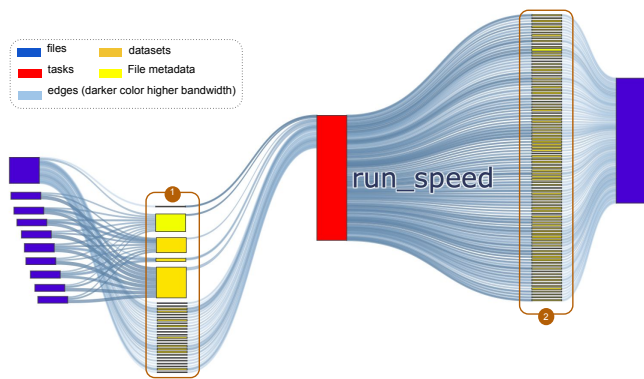 files
datasets
tasks
File metadata
edges (darker color higher bandwidth)
1
run_speed
2